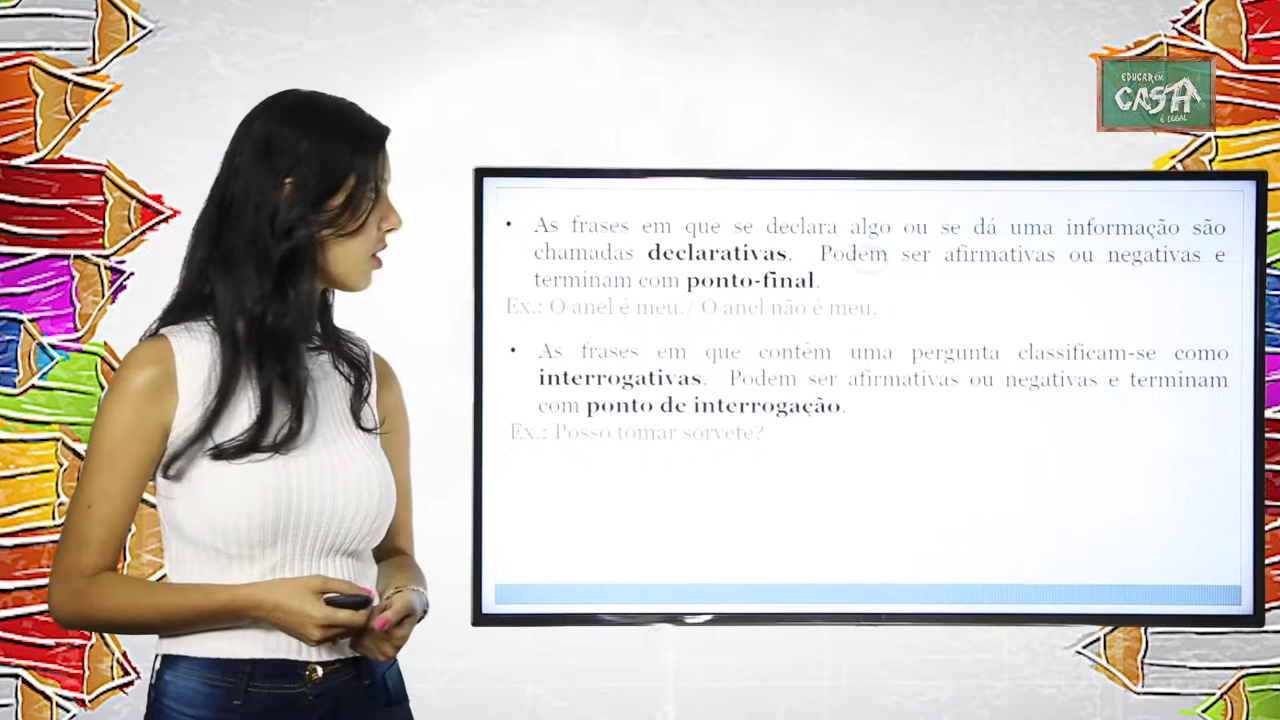 EDUCAR EM
CASA
É LEGAL
• As frases em que se declara algo ou se dá uma informação são
chamadas declarativas. Podem ser afirmativas ou negativas e
terminam com ponto-final.
Ex.: O anel é meu./ O anel não é meu.
• As frases em que contêm uma pergunta classificam-se como
interrogativas. Podem ser afirmativas ou negativas e terminam
com ponto de interrogação.
Ex.: Posso tomar sorvete?